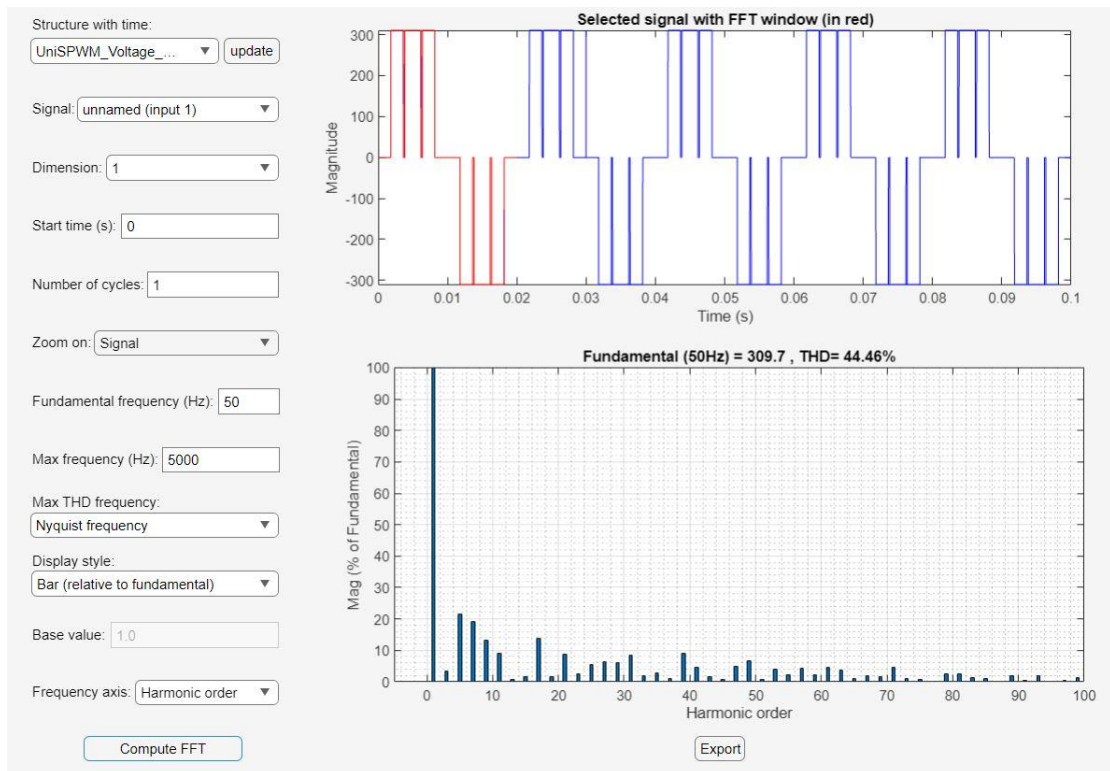 Structure with time:
UniSPWM_Voltage_... update
Signal: unnamed (input 1)
Dimension: 1
Start time (s): 0
Number of cycles: 1
Zoom on: Signal
Fundamental frequency (Hz): 50
Max frequency (Hz): 5000
Max THD frequency:
Nyquist frequency
Display style:
Bar (relative to fundamental)
Base value: 1.0
Frequency axis: Harmonic order
Compute FFT
Selected signal with FFT window (in red)
Magnitude
300
200
100
0
-100
-200
-300
0 0.01 0.02 0.03 0.04 0.05 0.06 0.07 0.08 0.09 0.1
Time (s)
Fundamental (50Hz) = 309.7 , THD= 44.46%
Mag (% of Fundamental)
100
90
80
70
60
50
40
30
20
10
0
0 10 20 30 40 50 60 70 80 90 100
Harmonic order
Export